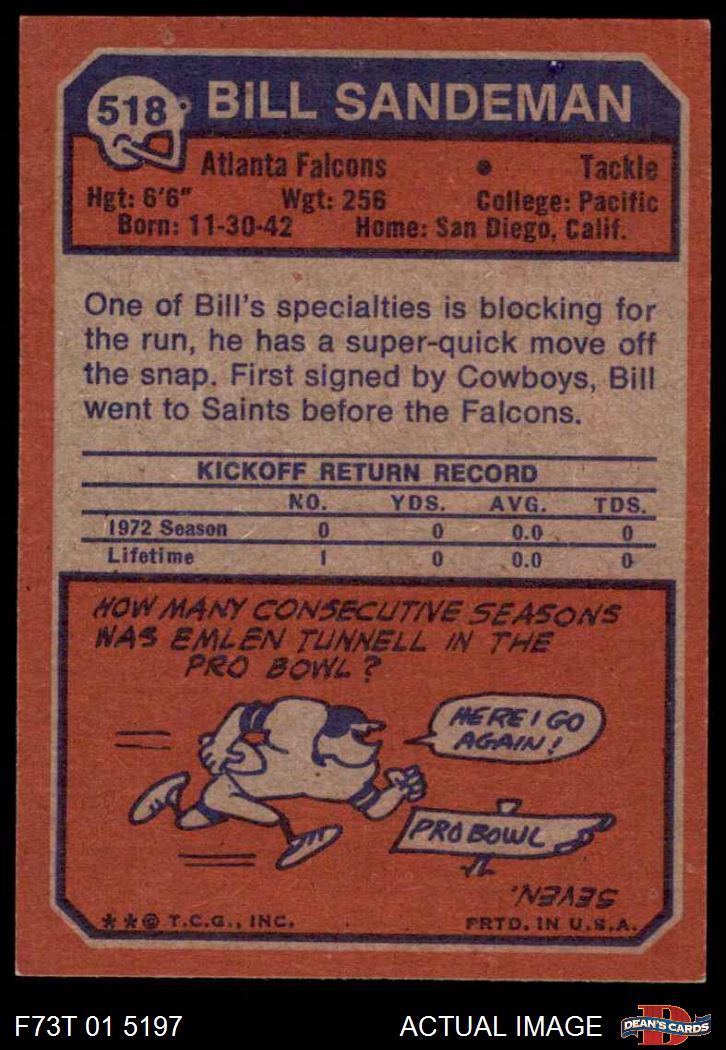 518 BILL SANDEMAN
Atlanta Falcons • Tackle
Hgt: 6'6" Wgt: 256 College: Pacific
Born: 11-30-42 Home: San Diego, Calif.
One of Bill's specialties is blocking for
the run, he has a super-quick move off
the snap. First signed by Cowboys, Bill
went to Saints before the Falcons.
KICKOFF RETURN RECORD
NO. YDS. AVG. TDS.
1972 Season 0 0 0.0 0
Lifetime 1 0 0.0 0
HOW MANY CONSECUTIVE SEASONS
WAS EMLEN TUNNELL IN THE
PRO BOWL?
HERE I GO
AGAIN!
PRO BOWL
SEVEN.
**© T.C.G., INC. PRTD. IN U.S.A.
F73T 01 5197 ACTUAL IMAGE D DEAN'S CARDS